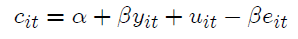 c_{it} = α + βy_{it} + u_{it} − βe_{it}